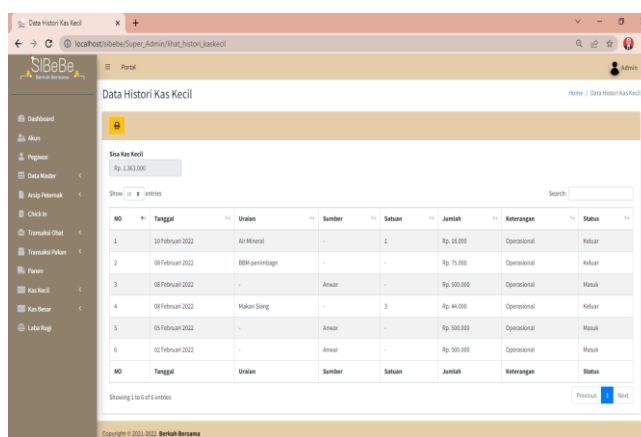 Data Histori Kas Kecil
localhost/sibebe/Super_Admin/lihat_histori_kaskecil
SIBeBe
Berkah Bersama
Portal
Admin
Data Histori Kas Kecil
Home / Data Histori Kas Kecil
Dashboard
Akun
Pegawai
Data Master
Arsip Peternak
Chick In
Transaksi Obat
Transaksi Pakan
Panen
Kas Kecil
Kas Besar
Laba Rugi
Sisa Kas Kecil
Rp. 1.363.000
Show 10 entries
Search:
NO Tanggal Uraian Sumber Satuan Jumlah Keterangan Status
1 10 Februari 2022 Air Mineral - 1 Rp. 18.000 Operasional Keluar
2 08 Februari 2022 BBM penimbagn - - Rp. 75.000 Operasional Keluar
3 08 Februari 2022 - Anwar - Rp. 500.000 Operasional Masuk
4 08 Februari 2022 Makan Siang - 3 Rp. 44.000 Operasional Keluar
5 05 Februari 2022 - Anwar - Rp. 500.000 Operasional Masuk
6 02 Februari 2022 - Anwar - Rp. 500.000 Operasional Masuk
NO Tanggal Uraian Sumber Satuan Jumlah Keterangan Status
Showing 1 to 6 of 6 entries
Previous 1 Next
Copyright © 2021-2022. Berkah Bersama